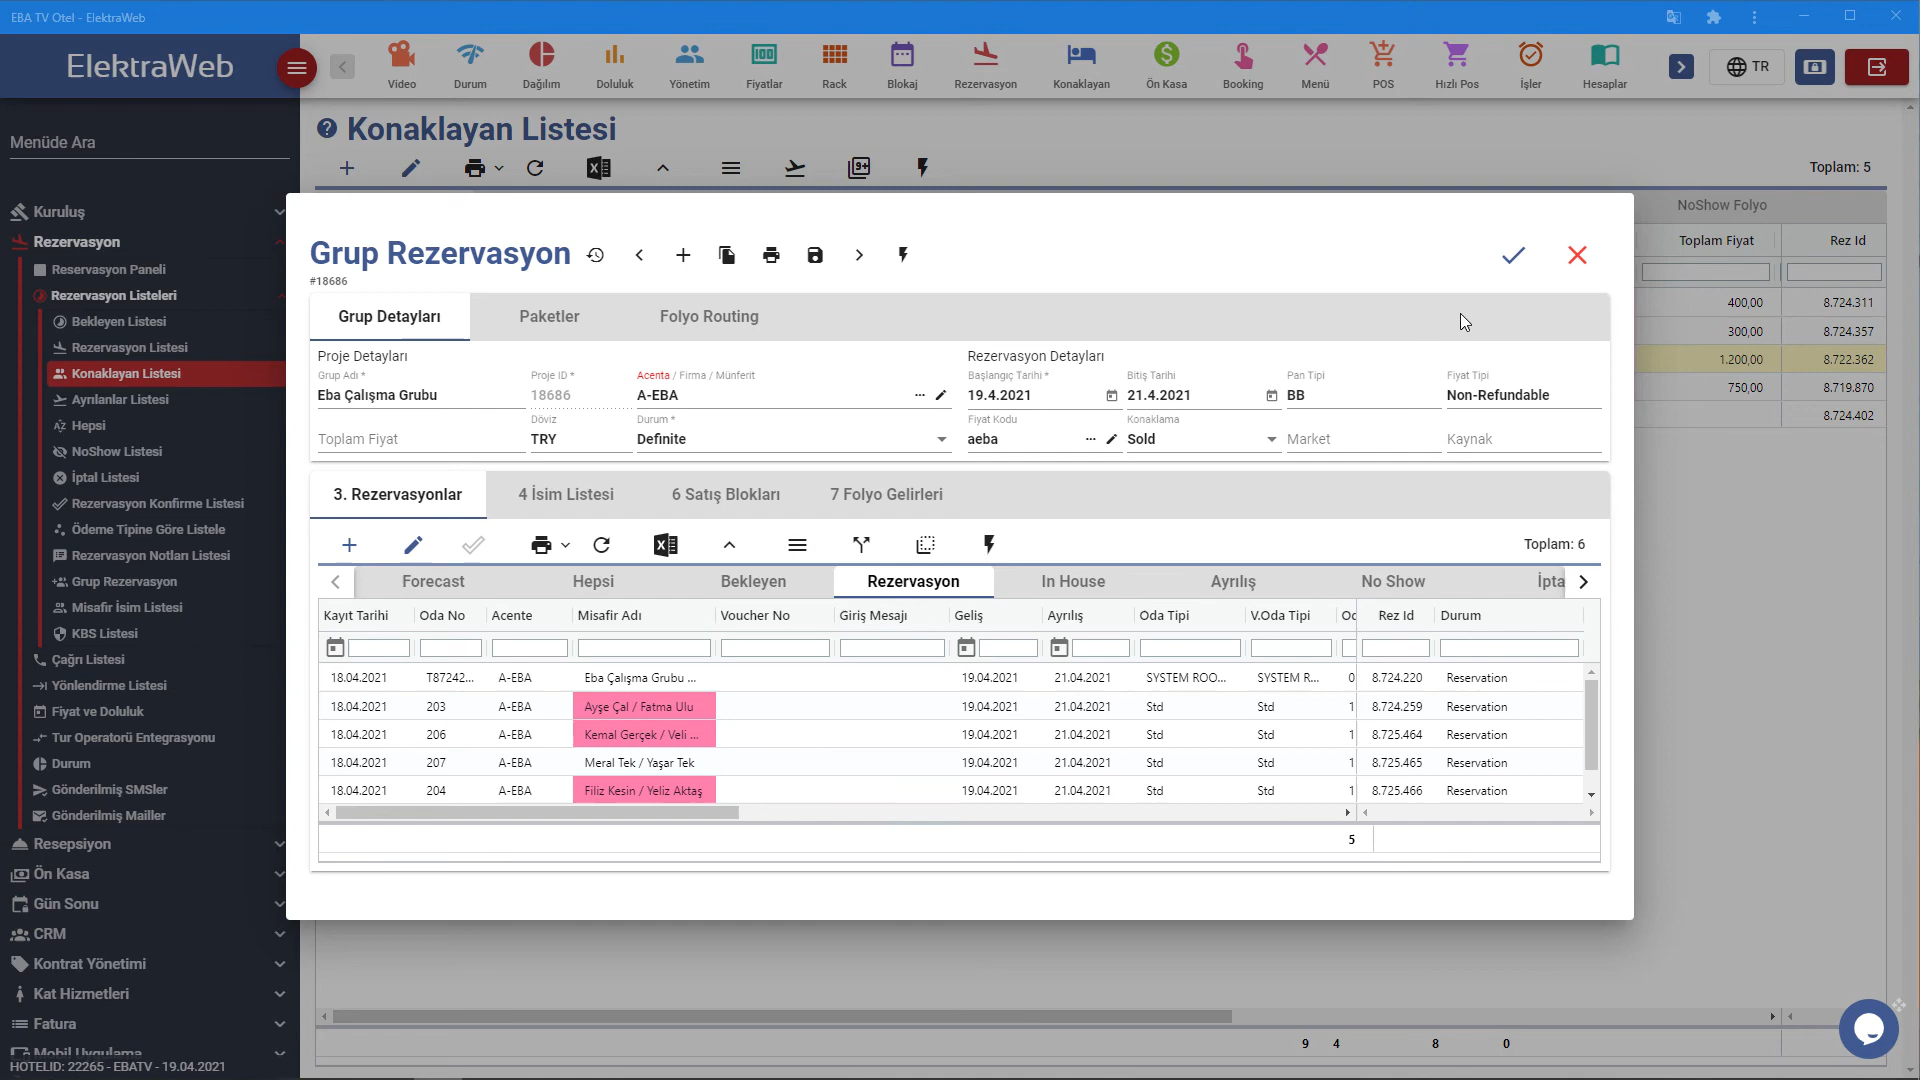 EBA TV Otel - ElektraWeb
ElektraWeb
Video
Durum
Dağılım
Doluluk
Yönetim
Fiyatlar
Rack
Blokaj
Rezervasyon
Konaklayan
Ön Kasa
Booking
Menü
POS
Hızlı Pos
İşler
Hesaplar
TR
Menüde Ara
Kuruluş
Rezervasyon
Reservasyon Paneli
Rezervasyon Listeleri
Bekleyen Listesi
Rezervasyon Listesi
Konaklayan Listesi
Ayrılanlar Listesi
Hepsi
NoShow Listesi
İptal Listesi
Rezervasyon Konfirme Listesi
Ödeme Tipine Göre Listele
Rezervasyon Notları Listesi
Grup Rezervasyon
Misafir İsim Listesi
KBS Listesi
Çağrı Listesi
Yönlendirme Listesi
Fiyat ve Doluluk
Tur Operatorü Entegrasyonu
Durum
Gönderilmiş SMSler
Gönderilmiş Mailler
Resepsiyon
Ön Kasa
Gün Sonu
CRM
Kontrat Yönetimi
Kat Hizmetleri
Fatura
Mobil Uygulama
HOTELID: 22265 - EBATV - 19.04.2021
Konaklayan Listesi
Toplam: 5
NoShow Folyo
Toplam Fiyat Rez Id
400,00 8.724.311
300,00 8.724.357
1.200,00 8.722.362
750,00 8.719.870
8.724.402
9 4 8 0
Grup Rezervasyon
#18686
Grup Detayları Paketler Folyo Routing
Proje Detayları Rezervasyon Detayları
Grup Adı * Proje ID * Acenta / Firma / Münferit Başlangıç Tarihi * Bitiş Tarihi Pan Tipi Fiyat Tipi
Eba Çalışma Grubu 18686 A-EBA ... 19.4.2021 21.4.2021 BB Non-Refundable
Döviz Durum * Fiyat Kodu Konaklama
Toplam Fiyat TRY Definite aeba ... Sold Market Kaynak
3. Rezervasyonlar 4 İsim Listesi 6 Satış Blokları 7 Folyo Gelirleri
Toplam: 6
Forecast Hepsi Bekleyen Rezervasyon In House Ayrılış No Show İpta
Kayıt Tarihi Oda No Acente Misafir Adı Voucher No Giriş Mesajı Geliş Ayrılış Oda Tipi V.Oda Tipi Oc Rez Id Durum
18.04.2021 T87242... A-EBA Eba Çalışma Grubu ... 19.04.2021 21.04.2021 SYSTEM ROO... SYSTEM R... 0 8.724.220 Reservation
18.04.2021 203 A-EBA Ayşe Çal / Fatma Ulu 19.04.2021 21.04.2021 Std Std 1 8.724.259 Reservation
18.04.2021 206 A-EBA Kemal Gerçek / Veli ... 19.04.2021 21.04.2021 Std Std 1 8.725.464 Reservation
18.04.2021 207 A-EBA Meral Tek / Yaşar Tek 19.04.2021 21.04.2021 Std Std 1 8.725.465 Reservation
18.04.2021 204 A-EBA Filiz Kesin / Yeliz Aktaş 19.04.2021 21.04.2021 Std Std 1 8.725.466 Reservation
5